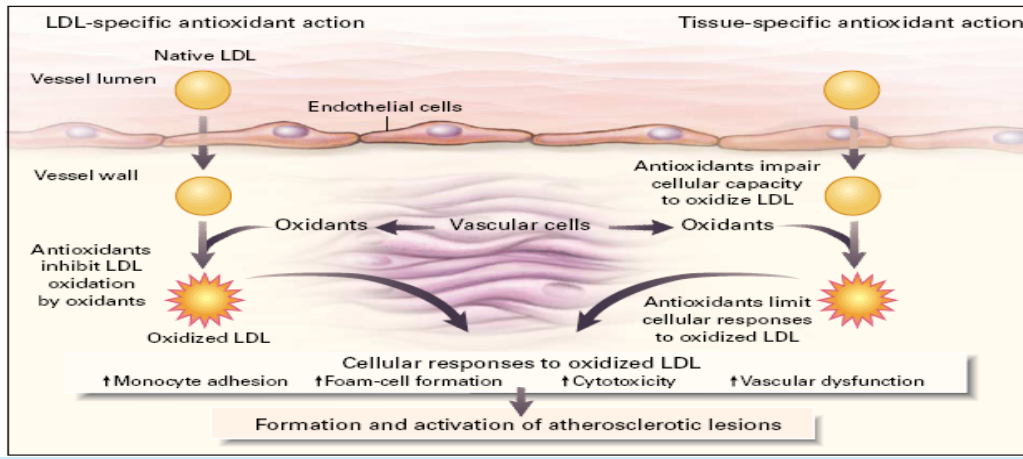 LDL-specific antioxidant action
Tissue-specific antioxidant action
Native LDL
Vessel lumen
Endothelial cells
Vessel wall
Antioxidants impair
cellular capacity
to oxidize LDL
Oxidants
Vascular cells
Oxidants
Antioxidants
inhibit LDL
oxidation
by oxidants
Antioxidants limit
cellular responses
to oxidized LDL
Oxidized LDL
Cellular responses to oxidized LDL
↑Monocyte adhesion ↑Foam-cell formation ↑Cytotoxicity ↑Vascular dysfunction
Formation and activation of atherosclerotic lesions